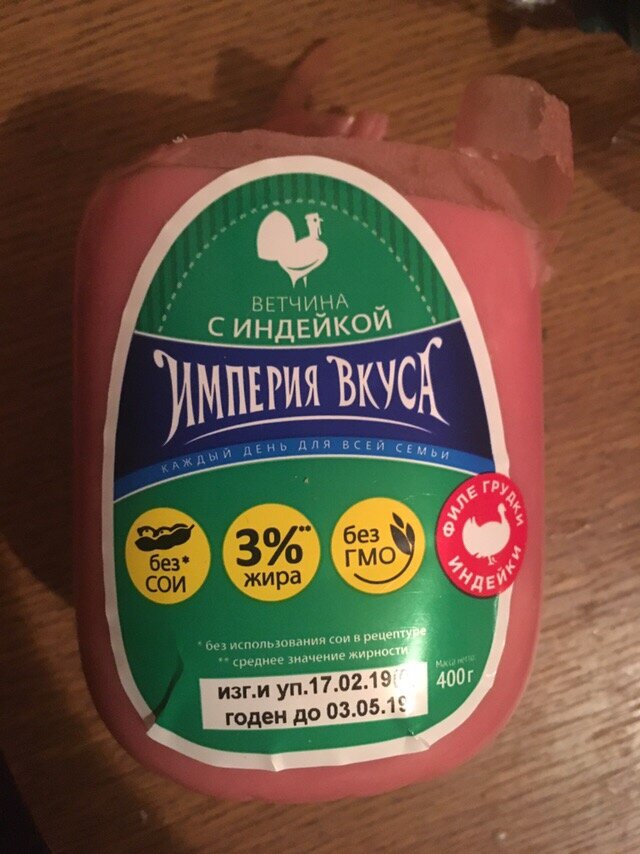 ВЕТЧИНА
С ИНДЕЙКОЙ
ИМПЕРИЯ ВКУСА
КАЖДЫЙ ДЕНЬ ДЛЯ ВСЕЙ СЕМЬИ
без*
СОИ
3%**
жира
без
ГМО
ФИЛЕ ГРУДКИ
ИНДЕЙКИ
* без использования сои в рецептуре
** среднее значение жирности
Масса нетто:
400 г
изг.и уп.17.02.19
годен до 03.05.19